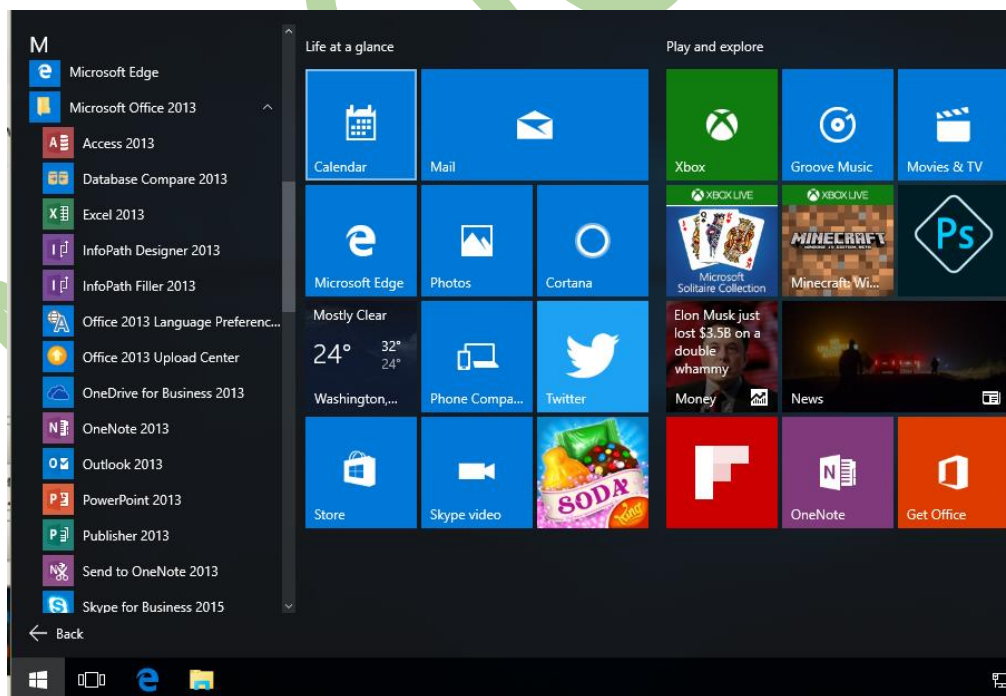 M
Microsoft Edge
Microsoft Office 2013
Access 2013
Database Compare 2013
Excel 2013
InfoPath Designer 2013
InfoPath Filler 2013
Office 2013 Language Preferenc...
Office 2013 Upload Center
OneDrive for Business 2013
OneNote 2013
Outlook 2013
PowerPoint 2013
Publisher 2013
Send to OneNote 2013
Skype for Business 2015
Back
Life at a glance
Calendar
Mail
Microsoft Edge
Photos
Cortana
Mostly Clear
24° 32°
24°
Washington,...
Phone Compa...
Twitter
Store
Skype video
SODA
King
Play and explore
Xbox
Groove Music
Movies & TV
XBOX LIVE
Microsoft
Solitaire Collection
XBOX LIVE
MINECRAFT
Minecraft: Wi...
Ps
Elon Musk just
lost $3.5B on a
double
whammy
Money
News
OneNote
Get Office